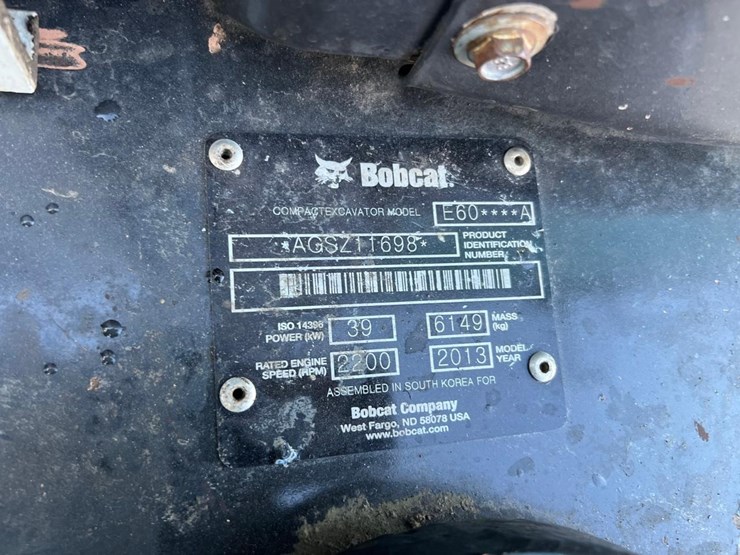 Bobcat.
COMPACT EXCAVATOR MODEL E60****A
*AGSZ11698* PRODUCT IDENTIFICATION NUMBER
ISO 14396 POWER (kW) 39 6149 MASS (kg)
RATED ENGINE SPEED (RPM) 2200 2013 MODEL YEAR
ASSEMBLED IN SOUTH KOREA FOR
Bobcat Company
West Fargo, ND 58078 USA
www.bobcat.com